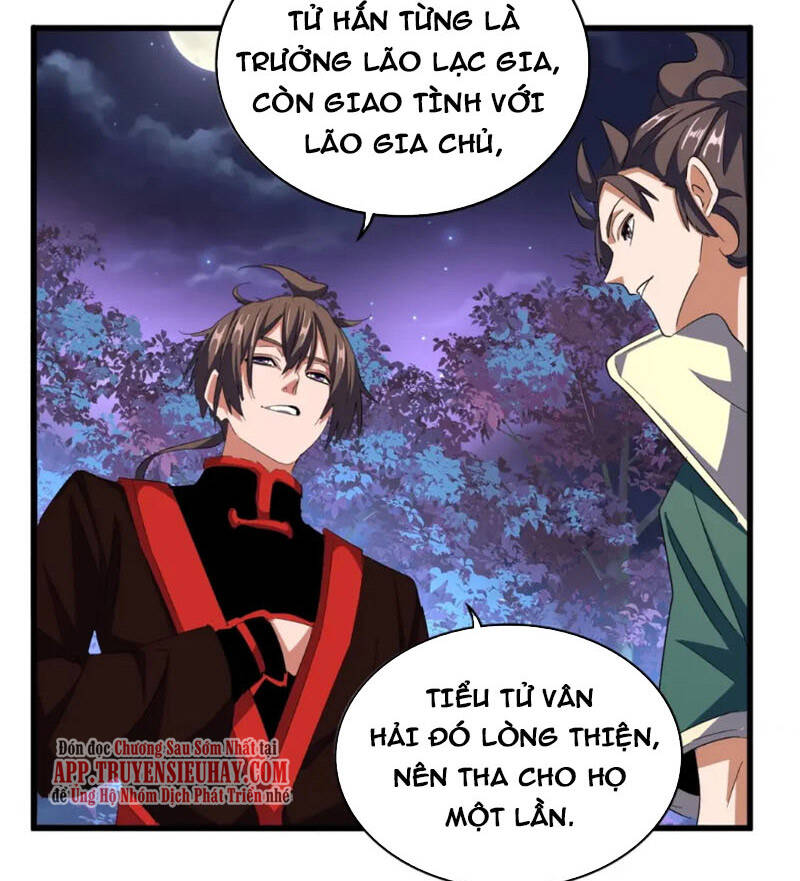 TỬ HẮN TỪNG LÀ
TRƯỞNG LÃO LẠC GIA,
CÒN GIAO TÌNH VỚI
LÃO GIA CHỦ,
TIỂU TỬ VÂN
HẢI ĐÓ LÒNG THIỆN,
NÊN THA CHO HỌ
MỘT LẦN.
Đón đọc Chương Sau Sớm Nhất tại
APP.TRUYENSIEUHAY.COM
để Ủng Hộ Nhóm Dịch Phát Triển nhé